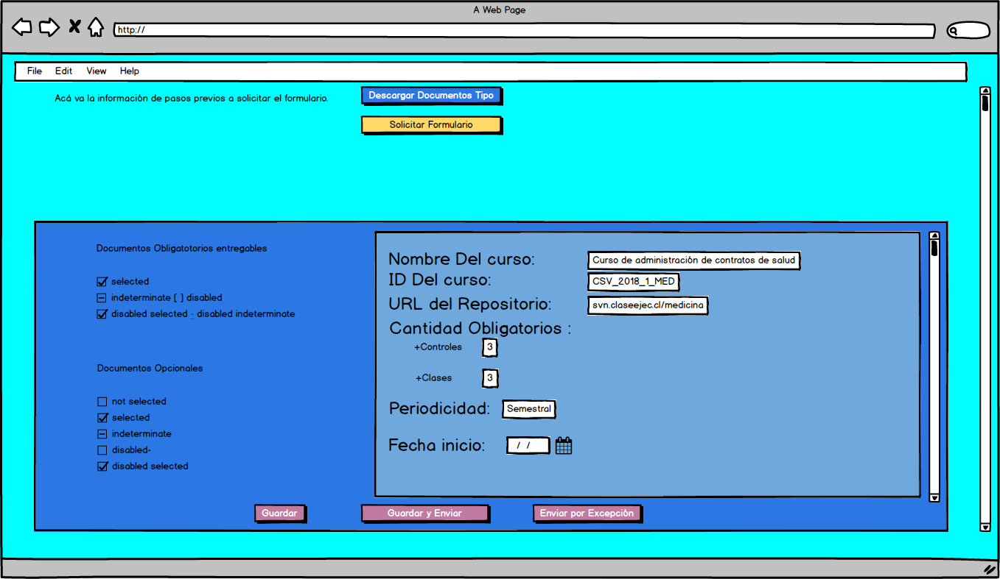 A Web Page
http://
File Edit View Help
Acá va la información de pasos previos a solicitar el formulario.
Descargar Documentos Tipo
Solicitar Formulario
Documentos Obligatotorios entregables
selected
indeterminate [ ] disabled
disabled selected - disabled indeterminate
Documentos Opcionales
not selected
selected
indeterminate
disabled-
disabled selected
Nombre Del curso: Curso de administración de contratos de salud
ID Del curso: CSV_2018_1_MED
URL del Repositorio: svn.claseejec.cl/medicina
Cantidad Obligatorios :
+Controles 3
+Clases 3
Periodicidad: Semestral
Fecha inicio: / /
Guardar Guardar y Enviar Enviar por Excepción